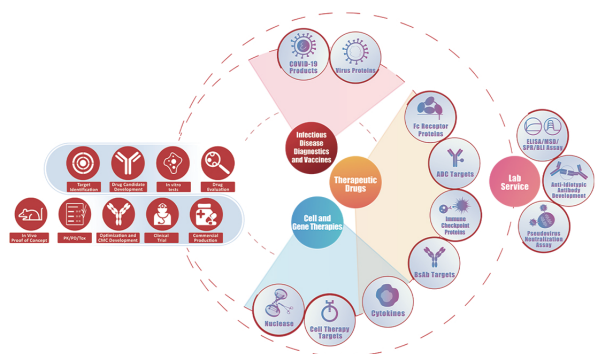 COVID-19
Products
Virus Proteins
Infectious
Disease
Diagnostics
and Vaccines
Fc Receptor
Proteins
Therapeutic
Drugs
ADC Targets
Lab
Service
ELISA/MSD/
SPR/BLI Assay
Anti-idiotypic
Antibody
Development
Pseudovirus
Neutralization
Assay
Immune
Checkpoint
Proteins
Cell and
Gene Therapies
BsAb Targets
Cytokines
Cell Therapy
Targets
Nuclease
Target
Identification
Drug Candidate
Development
In vitro
tests
Drug
Evaluation
In Vivo
Proof of Concept
PK/PD/Tox
Optimization and
CMC Development
Clinical
Trial
Commercial
Production